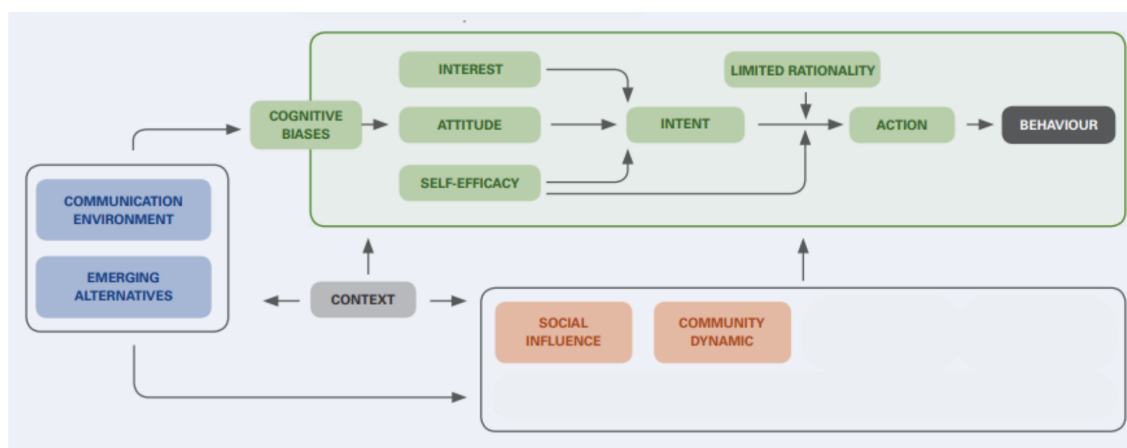 INTEREST
LIMITED RATIONALITY
COGNITIVE
BIASES
ATTITUDE
INTENT
ACTION
BEHAVIOUR
SELF-EFFICACY
COMMUNICATION
ENVIRONMENT
EMERGING
ALTERNATIVES
CONTEXT
SOCIAL
INFLUENCE
COMMUNITY
DYNAMIC